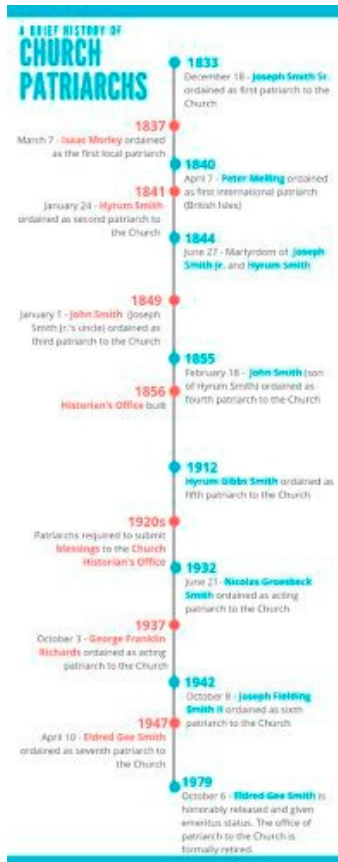 A BRIEF HISTORY OF
CHURCH
PATRIARCHS
1833
December 18 - Joseph Smith Sr.
ordained as first patriarch to the
Church
1837
March 7 - Isaac Morley ordained
as the first local patriarch
1840
April 7 - Peter Melling ordained
as first international patriarch
(British Isles)
1841
January 24 - Hyrum Smith
ordained as second patriarch to
the Church
1844
June 27 - Martyrdom of Joseph
Smith Jr. and Hyrum Smith
1849
January 1 - John Smith (Joseph
Smith Jr.'s uncle) ordained as
third patriarch to the Church
1855
February 18 - John Smith (son
of Hyrum Smith) ordained as
fourth patriarch to the Church
1856
Historian's Office built
1912
Hyrum Gibbs Smith ordained as
fifth patriarch to the Church
1920s
Patriarchs required to submit
blessings to the Church
Historian's Office
1932
June 21- Nicolas Groesbeck
Smith ordained as acting
patriarch to the Church
1937
October 3 - George Franklin
Richards ordained as acting
patriarch to the Church
1942
October 8 - Joseph Fielding
Smith II ordained as sixth
patriarch to the Church
1947
April 10 - Eldred Gee Smith
ordained as seventh patriarch to
the Church
1979
October 6 - Eldred Gee Smith is
honorably released and given
emeritus status. The office of
patriarch to the Church is
formally retired.